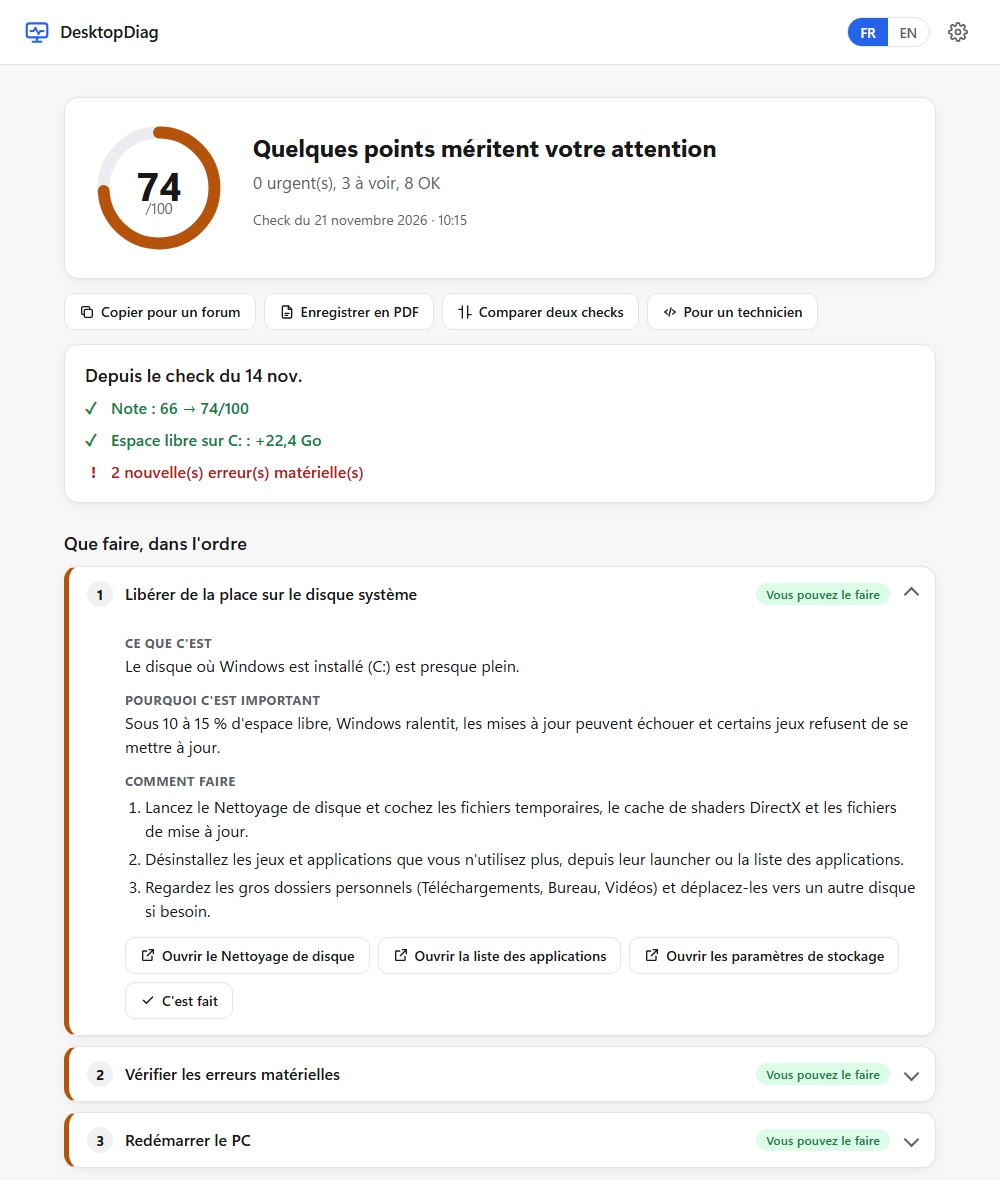 DesktopDiag
FR
EN
74
/100
Quelques points méritent votre attention
0 urgent(s), 3 à voir, 8 OK
Check du 21 novembre 2026 · 10:15
Copier pour un forum
Enregistrer en PDF
Comparer deux checks
Pour un technicien
Depuis le check du 14 nov.
✓ Note : 66 → 74/100
✓ Espace libre sur C: : +22,4 Go
! 2 nouvelle(s) erreur(s) matérielle(s)
Que faire, dans l'ordre
1 Libérer de la place sur le disque système
Vous pouvez le faire
CE QUE C'EST
Le disque où Windows est installé (C:) est presque plein.
POURQUOI C'EST IMPORTANT
Sous 10 à 15 % d'espace libre, Windows ralentit, les mises à jour peuvent échouer et certains jeux refusent de se
mettre à jour.
COMMENT FAIRE
1. Lancez le Nettoyage de disque et cochez les fichiers temporaires, le cache de shaders DirectX et les fichiers
de mise à jour.
2. Désinstallez les jeux et applications que vous n'utilisez plus, depuis leur launcher ou la liste des applications.
3. Regardez les gros dossiers personnels (Téléchargements, Bureau, Vidéos) et déplacez-les vers un autre disque
si besoin.
Ouvrir le Nettoyage de disque
Ouvrir la liste des applications
Ouvrir les paramètres de stockage
C'est fait
2 Vérifier les erreurs matérielles
Vous pouvez le faire
3 Redémarrer le PC
Vous pouvez le faire